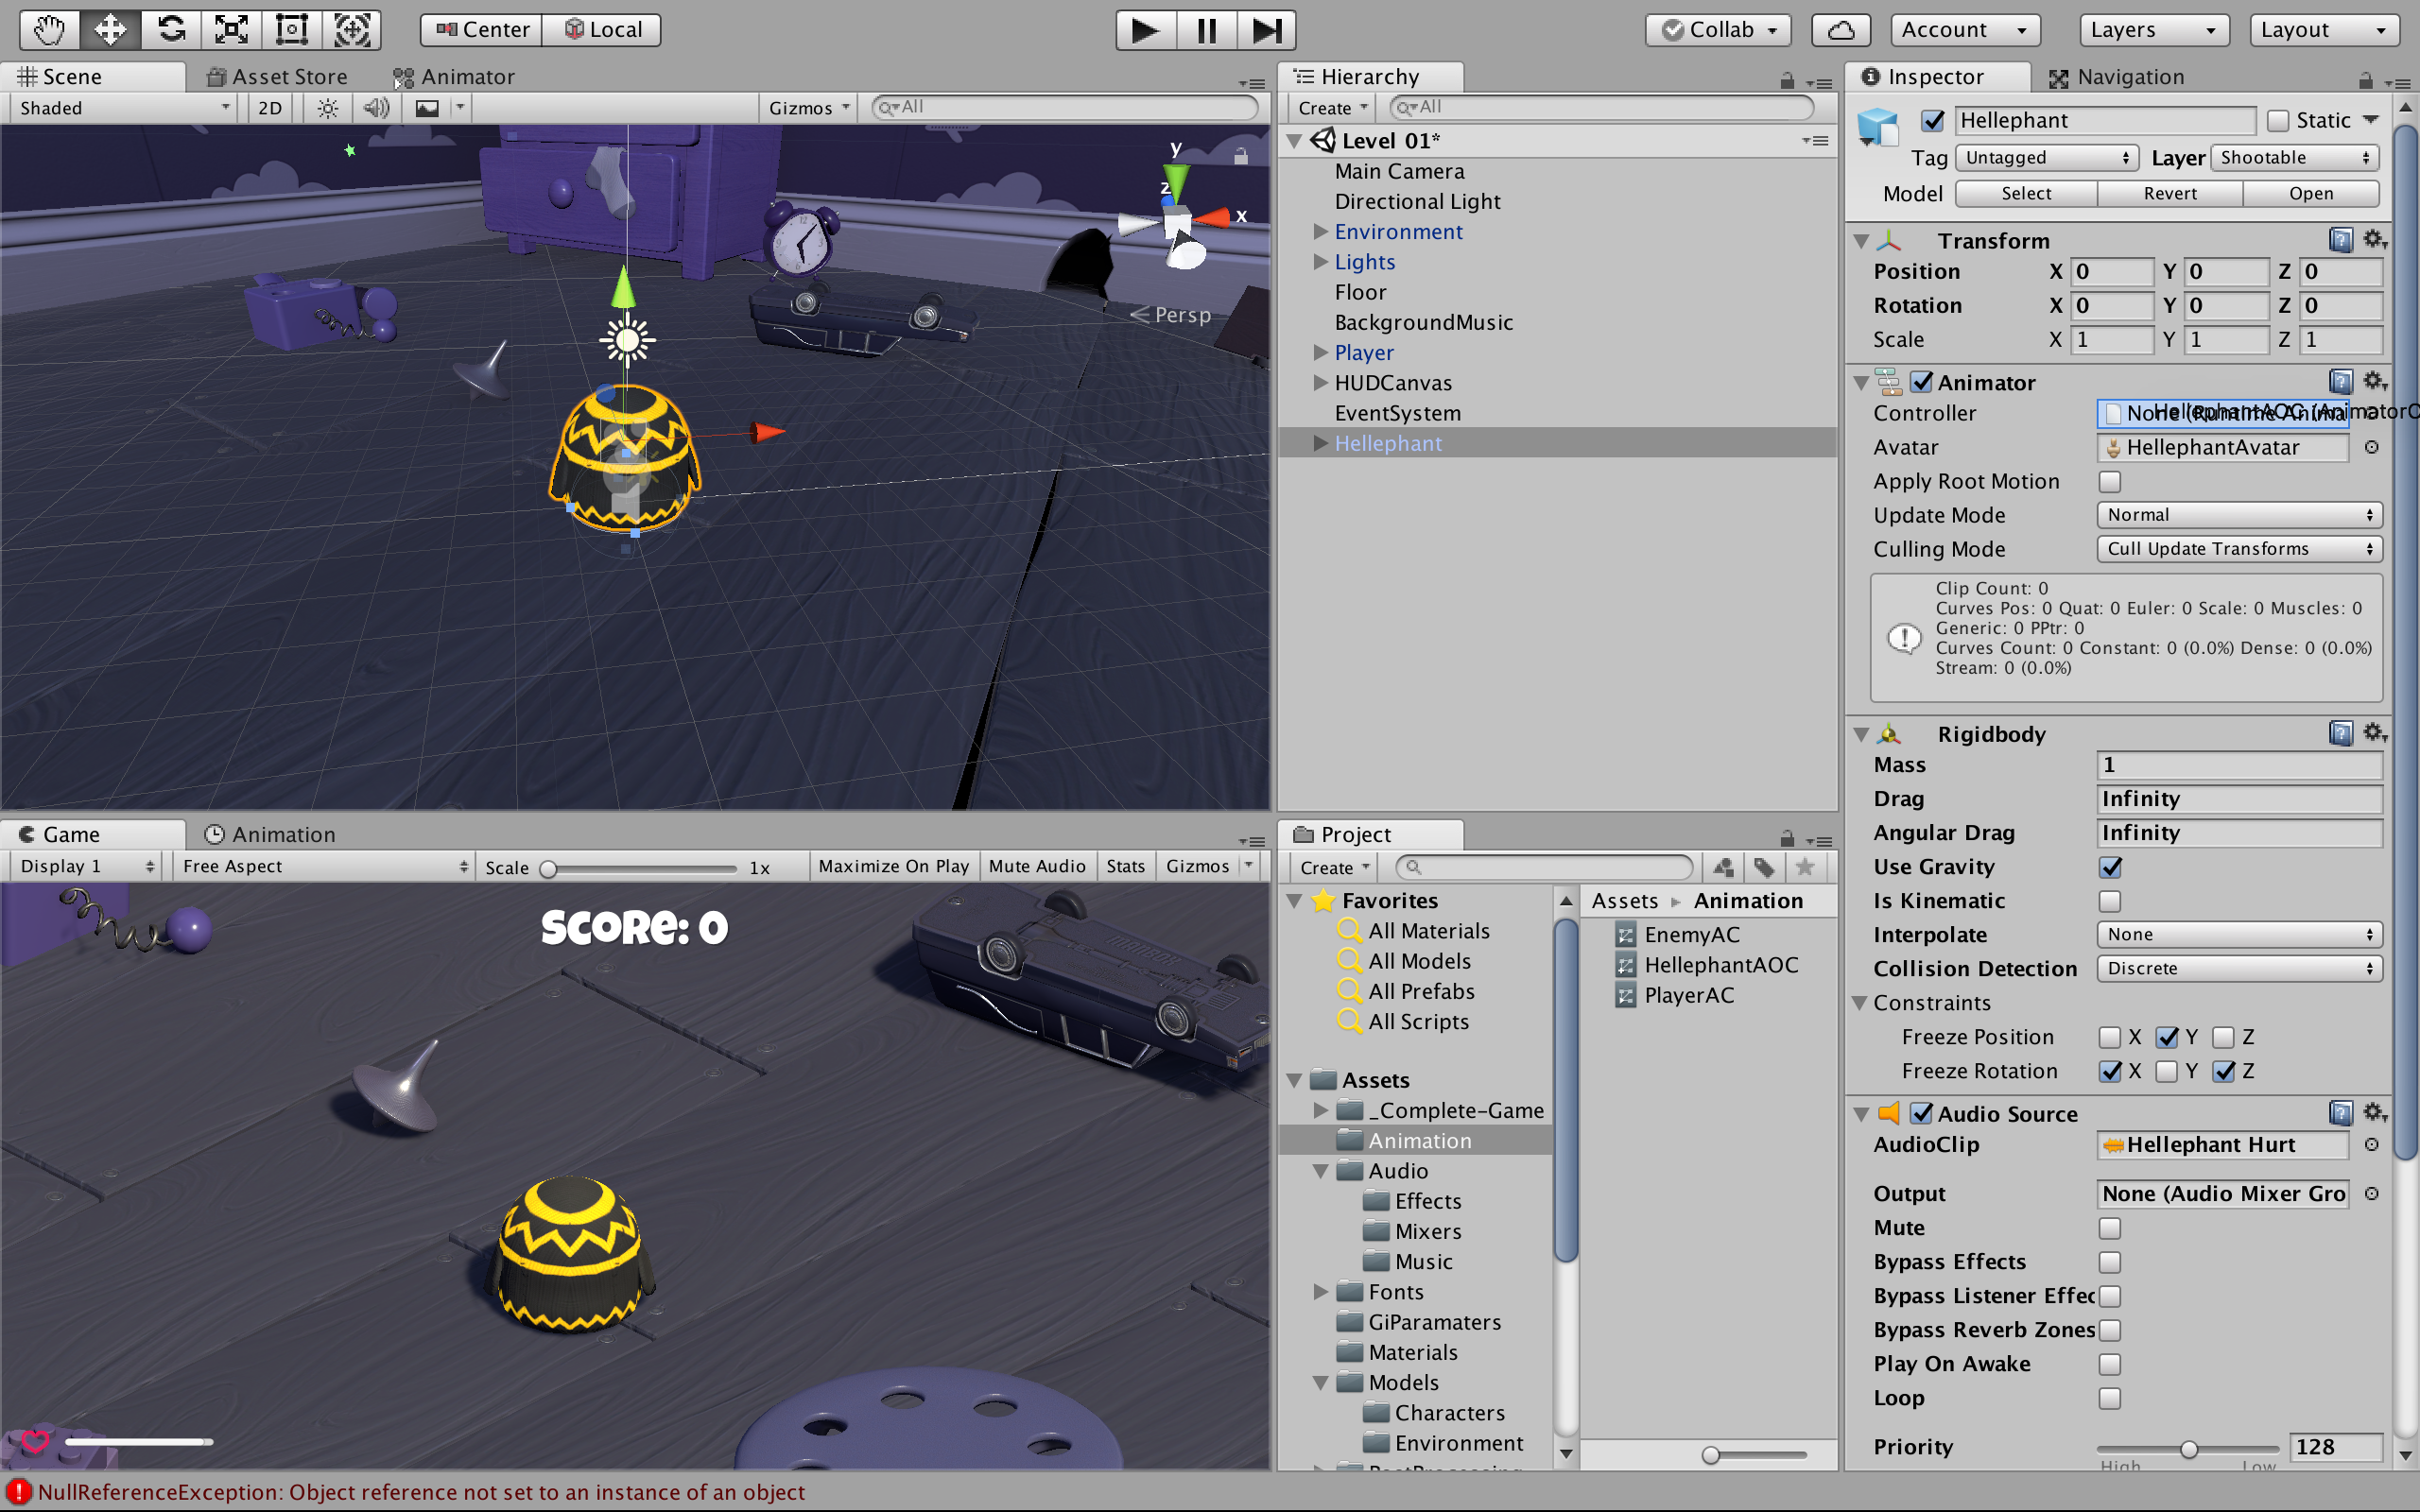 Center Local Collab Account Layers Layout
Scene Asset Store Animator
Shaded 2D Gizmos All
y
z
x
Persp
Hierarchy
Create All
Level 01*
Main Camera
Directional Light
Environment
Lights
Floor
BackgroundMusic
Player
HUDCanvas
EventSystem
Hellephant
Inspector Navigation
Hellephant Static
Tag Untagged Layer Shootable
Model Select Revert Open
Transform
Position X 0 Y 0 Z 0
Rotation X 0 Y 0 Z 0
Scale X 1 Y 1 Z 1
Animator
Controller None (Runtime Anima HellephantAOC (AnimatorO
Avatar HellephantAvatar
Apply Root Motion
Update Mode Normal
Culling Mode Cull Update Transforms
Clip Count: 0
Curves Pos: 0 Quat: 0 Euler: 0 Scale: 0 Muscles: 0
Generic: 0 PPtr: 0
Curves Count: 0 Constant: 0 (0.0%) Dense: 0 (0.0%)
Stream: 0 (0.0%)
Rigidbody
Mass 1
Drag Infinity
Angular Drag Infinity
Use Gravity
Is Kinematic
Interpolate None
Collision Detection Discrete
Constraints
Freeze Position X Y Z
Freeze Rotation X Y Z
Audio Source
AudioClip Hellephant Hurt
Output None (Audio Mixer Gro
Mute
Bypass Effects
Bypass Listener Effec
Bypass Reverb Zones
Play On Awake
Loop
Priority 128
High Low
Game Animation
Display 1 Free Aspect Scale 1x Maximize On Play Mute Audio Stats Gizmos
SCORE: 0
Project
Create
Favorites
All Materials
All Models
All Prefabs
All Scripts
Assets
_Complete-Game
Animation
Audio
Effects
Mixers
Music
Fonts
GiParamaters
Materials
Models
Characters
Environment
PostProcessing
Assets Animation
EnemyAC
HellephantAOC
PlayerAC
NullReferenceException: Object reference not set to an instance of an object